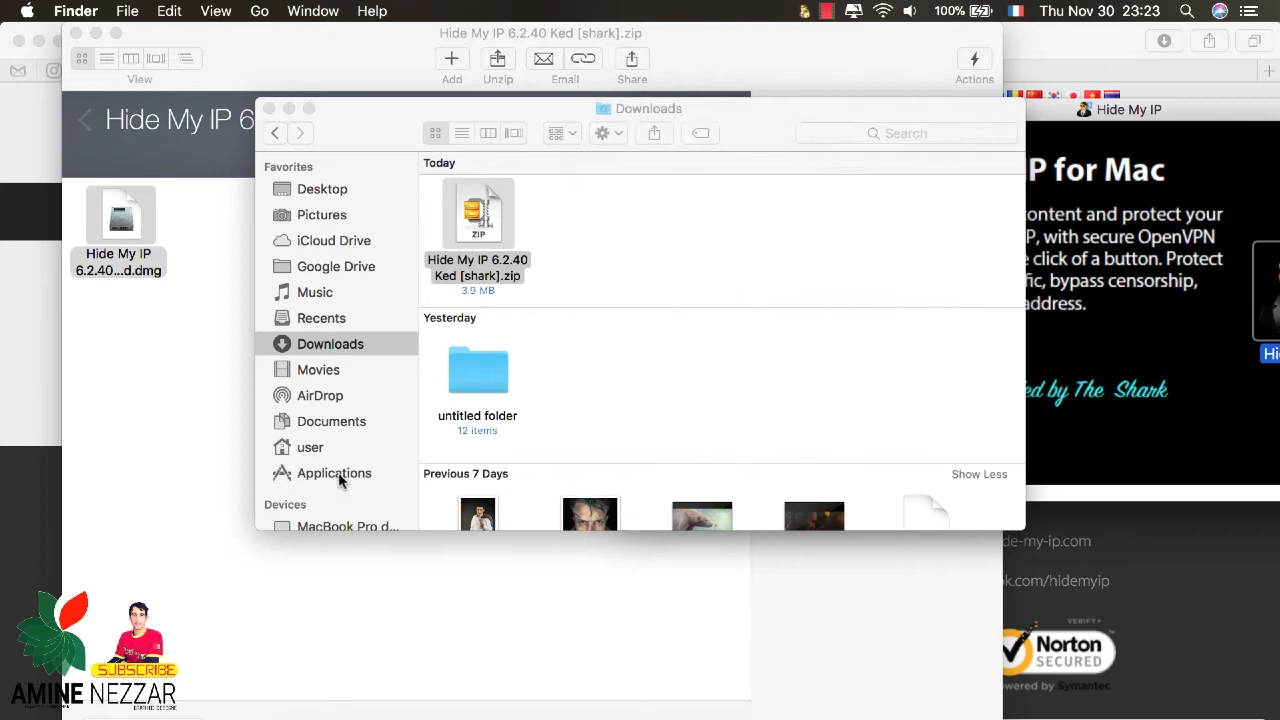 Finder File Edit View Go Window Help
100% Thu Nov 30 23:23
Hide My IP 6.2.40 Ked [shark].zip
View Add Unzip Email Share Actions
Hide My IP 6
Hide My IP
6.2.40...d.dmg
Downloads
Search
Favorites
Desktop
Pictures
iCloud Drive
Google Drive
Music
Recents
Downloads
Movies
AirDrop
Documents
user
Applications
Devices
MacBook Pro d...
Today
ZIP
Hide My IP 6.2.40
Ked [shark].zip
3.9 MB
Yesterday
untitled folder
12 items
Previous 7 Days
Show Less
Hide My IP
P for Mac
ontent and protect your
P, with secure OpenVPN
e click of a button. Protect
fic, bypass censorship,
address.
Hi
ed by The Shark
de-my-ip.com
k.com/hidemyip
VERIFY+
Norton
SECURED
powered by Symantec
SUBSCRIBE
AMINE NEZZAR